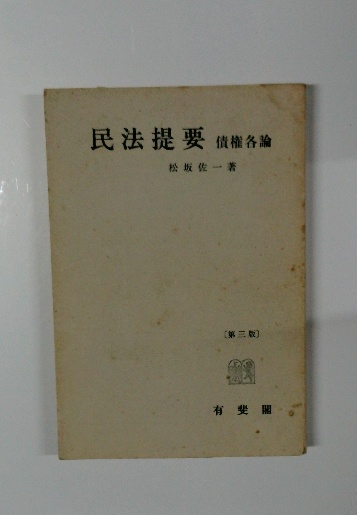 民法提要 債権各論
松坂佐一著
〔第三版〕
有斐閣